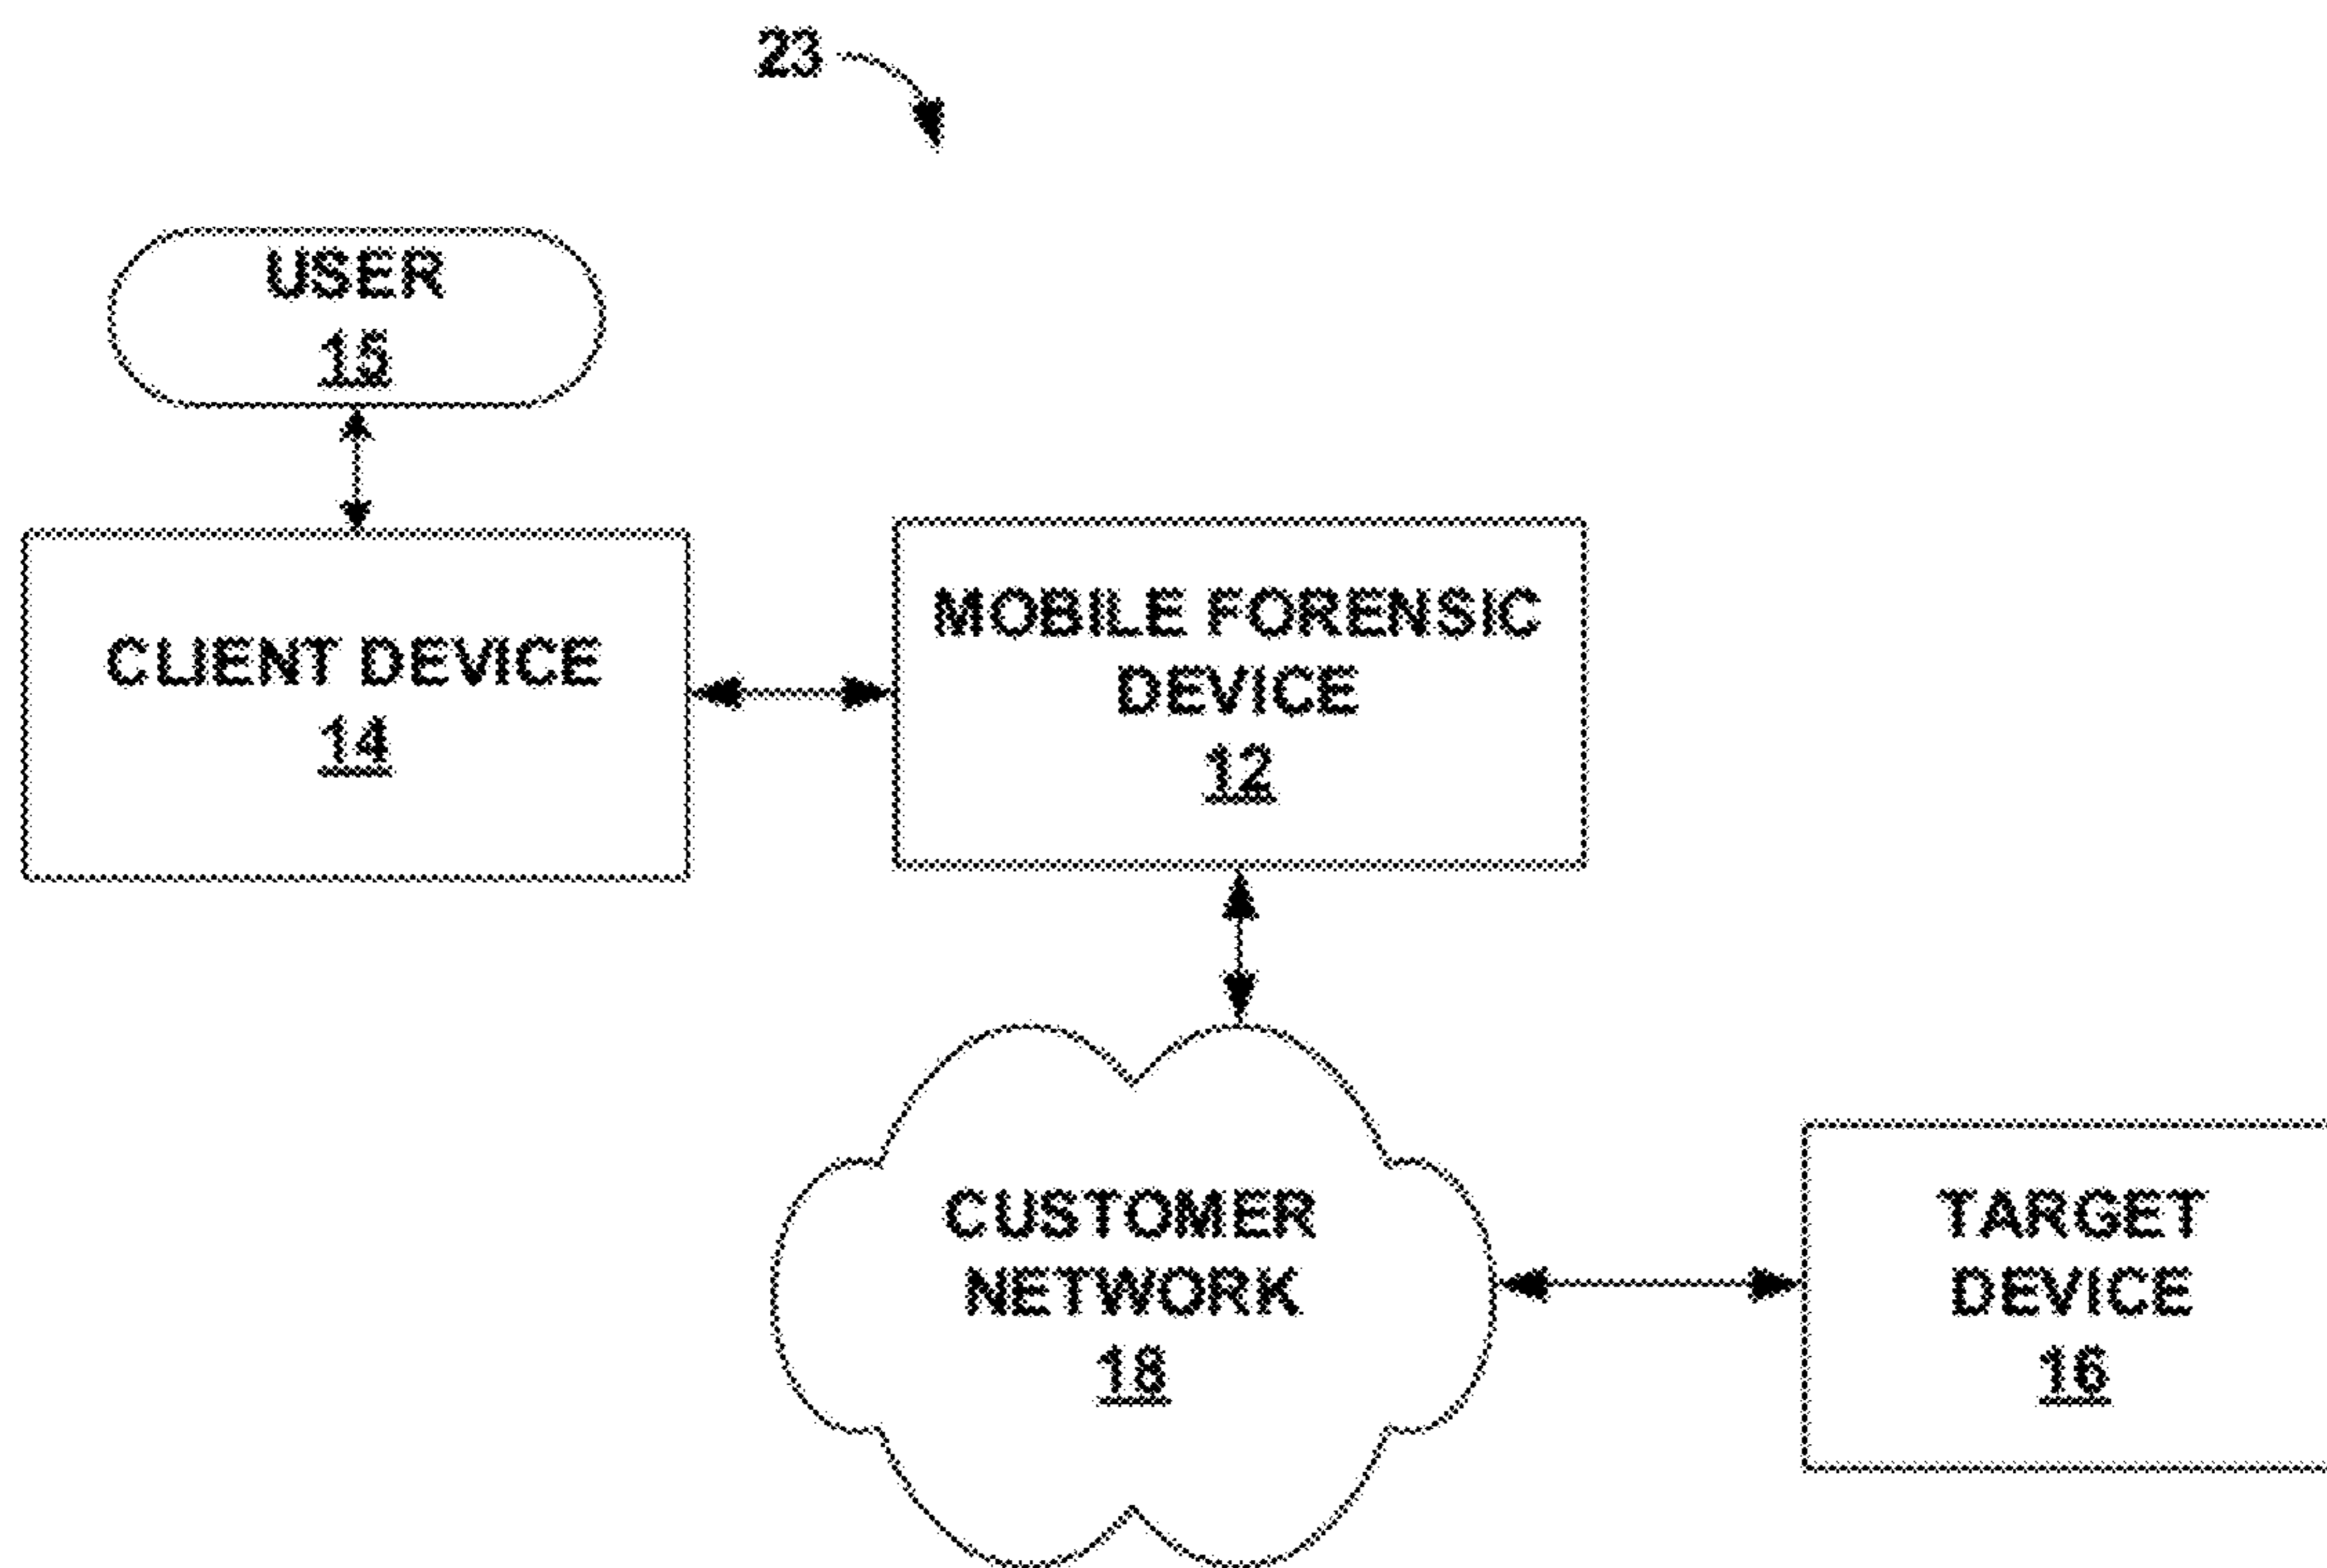 23
USER
15
CLIENT DEVICE
14
MOBILE FORENSIC
DEVICE
12
CUSTOMER
NETWORK
18
TARGET
DEVICE
16